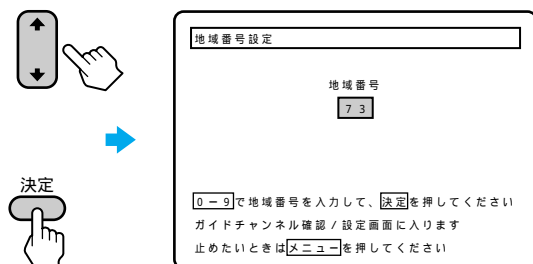 地域番号設定
地域番号
73
決定
0－9で地域番号を入力して、決定を押してください
ガイドチャンネル確認/設定画面に入ります
止めたいときはメニューを押してください